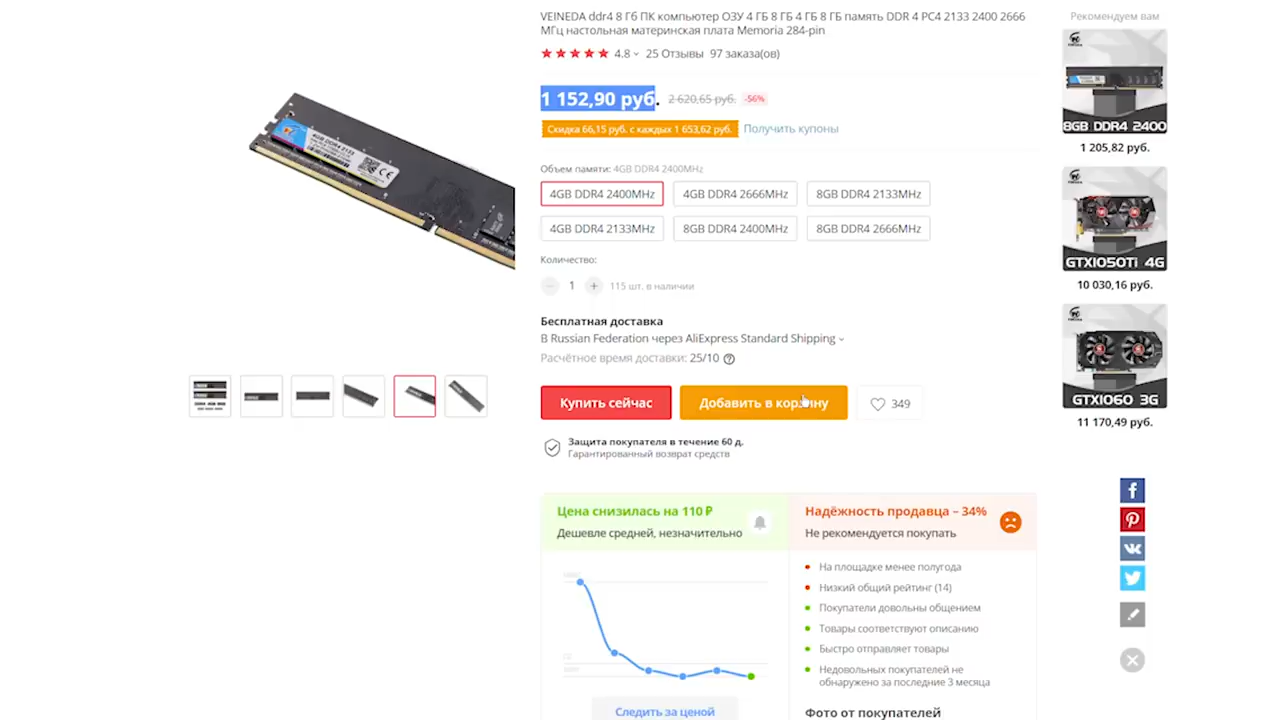 VEINEDA ddr4 8 Гб ПК компьютер ОЗУ 4 ГБ 8 ГБ 4 ГБ 8 ГБ память DDR 4 PC4 2133 2400 2666
МГц настольная материнская плата Memoria 284-pin
4.8
25 Отзывы
97 заказа(ов)
1 152,90 руб.
2 620,65 руб.
-56%
Скидка 66,15 руб. с каждых 1 653,62 руб.
Получить купоны
Объем памяти: 4GB DDR4 2400MHz
4GB DDR4 2400MHz
4GB DDR4 2666MHz
8GB DDR4 2133MHz
4GB DDR4 2133MHz
8GB DDR4 2400MHz
8GB DDR4 2666MHz
Количество:
1
+
115 шт. в наличии
Бесплатная доставка
В Russian Federation через AliExpress Standard Shipping
Расчётное время доставки: 25/10
Купить сейчас
Добавить в корзину
349
Защита покупателя в течение 60 д.
Гарантированный возврат средств
Цена снизилась на 110 ₽
Дешевле средней, незначительно
Следить за ценой
Надёжность продавца – 34%
Не рекомендуется покупать
На площадке менее полугода
Низкий общий рейтинг (14)
Покупатели довольны общением
Товары соответствуют описанию
Быстро отправляет товары
Недовольных покупателей не
обнаружено за последние 3 месяца
Фото от покупателей
Рекомендуем вам
8GB DDR4 2400
1 205,82 руб.
GTX1050Ti 4G
10 030,16 руб.
GTX1060 3G
11 170,49 руб.